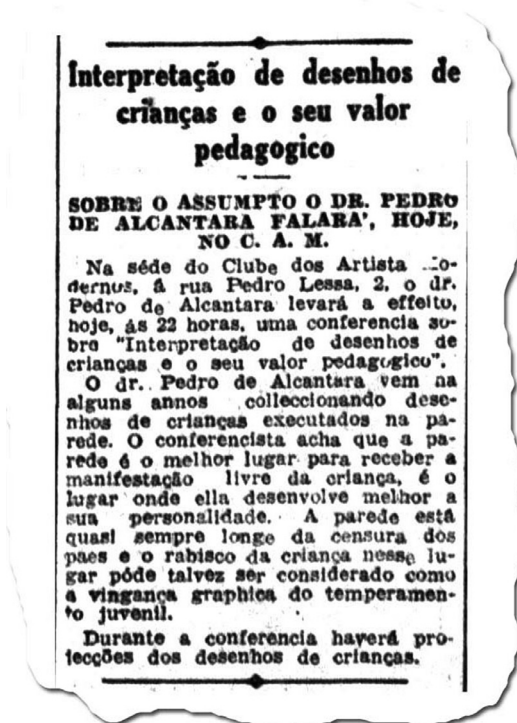 Interpretação de desenhos de
crianças e o seu valor
pedagogico
SOBRE O ASSUMPTO O DR. PEDRO
DE ALCANTARA FALARA', HOJE,
NO C. A. M.
Na séde do Clube dos Artista Mo-
dernos, á rua Pedro Lessa, 2, o dr.
Pedro de Alcantara levará a effeito,
hoje, ás 22 horas, uma conferencia so-
bre "Interpretação de desenhos de
crianças e o seu valor pedagogico".
O dr. Pedro de Alcantara vem ha
alguns annos colleccionando dese-
nhos de crianças executados na pa-
rede. O conferencista acha que a pa-
rede é o melhor lugar para receber a
manifestação livre da criança, é o
lugar onde ella desenvolve melhor a
sua personalidade. A parede está
quasi sempre longe da censura dos
paes e o rabisco da criança nesse lu-
gar póde talvez ser considerado como
a vingança graphica do temperamen-
to juvenil.
Durante a conferencia haverá pro-
jecções dos desenhos de crianças.